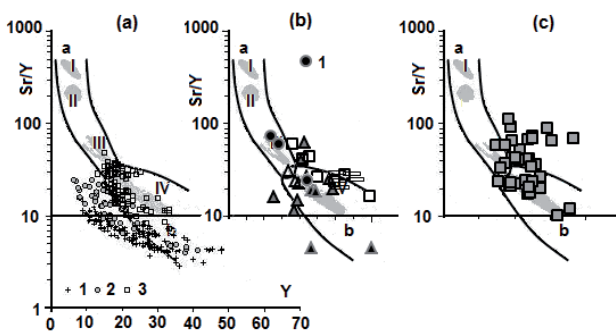 (a) (b) (c)
1000 1000 1000
a a a
I I I
II II II
1
Sr/Y Sr/Y Sr/Y
100 100 100
III
IV
10 10 10
b b
1 2 3 Y
1
0 10 20 30 40 50 60 70